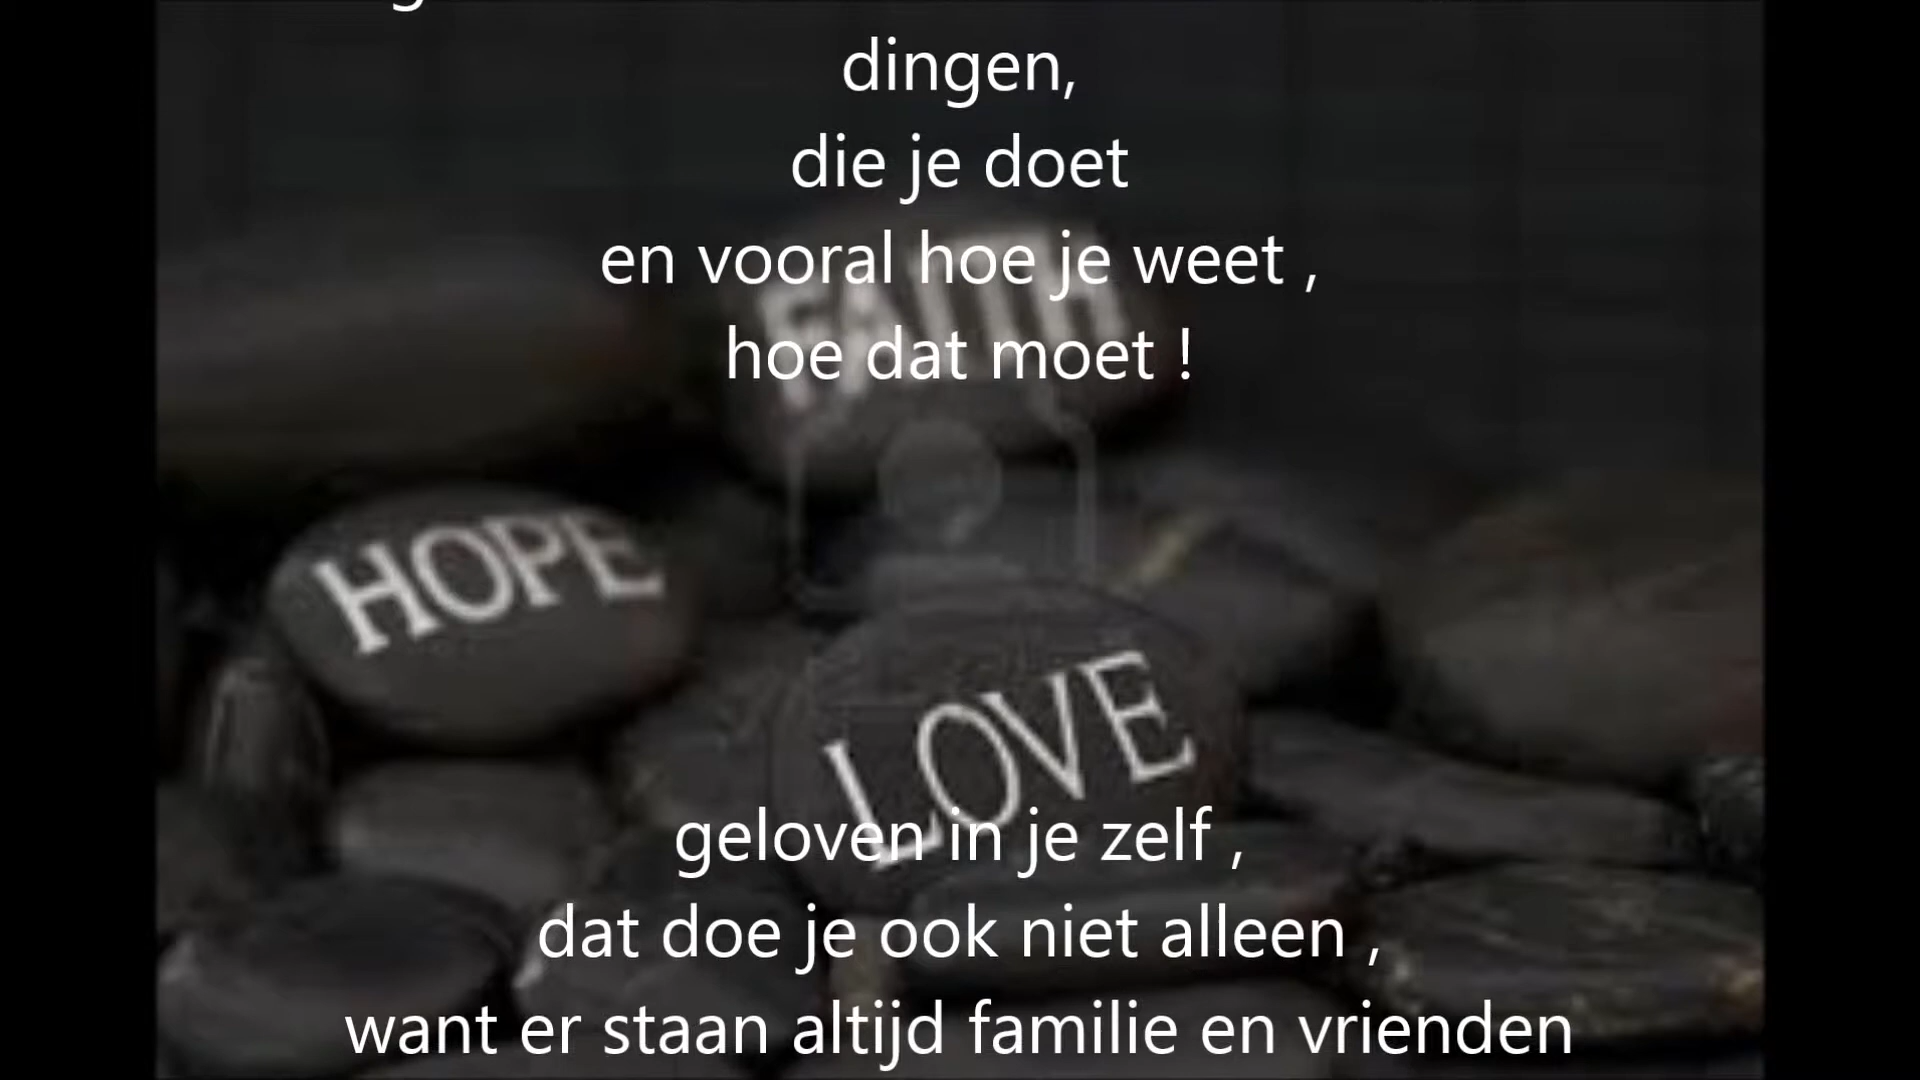 dingen,
die je doet
en vooral hoe je weet ,
hoe dat moet !
FAITH
HOPE
LOVE
geloven in je zelf ,
dat doe je ook niet alleen ,
want er staan altijd familie en vrienden